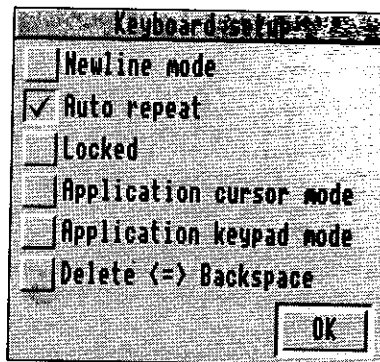 Keyboard setup
Newline mode
Auto repeat
Locked
Application cursor mode
Application keypad mode
Delete <=> Backspace
OK